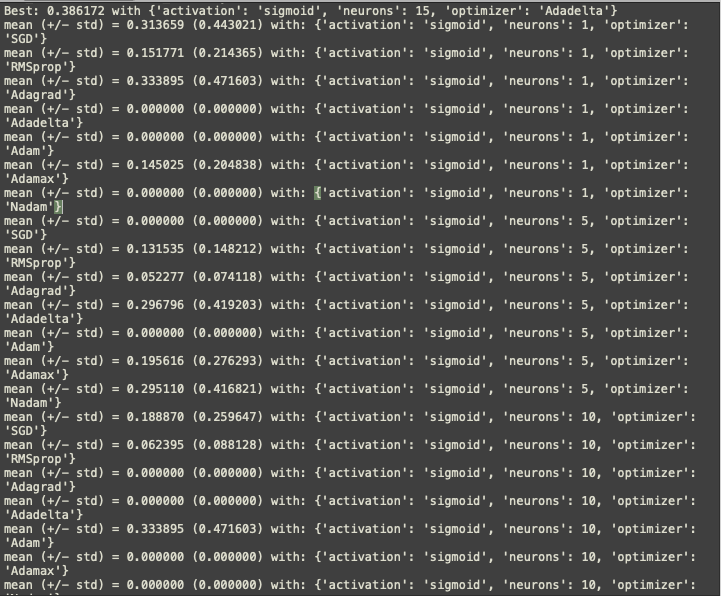 Best: 0.386172 with {'activation': 'sigmoid', 'neurons': 15, 'optimizer': 'Adadelta'}
mean (+/- std) = 0.313659 (0.443021) with: {'activation': 'sigmoid', 'neurons': 1, 'optimizer':
'SGD'}
mean (+/- std) = 0.151771 (0.214365) with: {'activation': 'sigmoid', 'neurons': 1, 'optimizer':
'RMSprop'}
mean (+/- std) = 0.333895 (0.471603) with: {'activation': 'sigmoid', 'neurons': 1, 'optimizer':
'Adagrad'}
mean (+/- std) = 0.000000 (0.000000) with: {'activation': 'sigmoid', 'neurons': 1, 'optimizer':
'Adadelta'}
mean (+/- std) = 0.000000 (0.000000) with: {'activation': 'sigmoid', 'neurons': 1, 'optimizer':
'Adam'}
mean (+/- std) = 0.145025 (0.204838) with: {'activation': 'sigmoid', 'neurons': 1, 'optimizer':
'Adamax'}
mean (+/- std) = 0.000000 (0.000000) with: {'activation': 'sigmoid', 'neurons': 1, 'optimizer':
'Nadam'}
mean (+/- std) = 0.000000 (0.000000) with: {'activation': 'sigmoid', 'neurons': 5, 'optimizer':
'SGD'}
mean (+/- std) = 0.131535 (0.148212) with: {'activation': 'sigmoid', 'neurons': 5, 'optimizer':
'RMSprop'}
mean (+/- std) = 0.052277 (0.074118) with: {'activation': 'sigmoid', 'neurons': 5, 'optimizer':
'Adagrad'}
mean (+/- std) = 0.296796 (0.419203) with: {'activation': 'sigmoid', 'neurons': 5, 'optimizer':
'Adadelta'}
mean (+/- std) = 0.000000 (0.000000) with: {'activation': 'sigmoid', 'neurons': 5, 'optimizer':
'Adam'}
mean (+/- std) = 0.195616 (0.276293) with: {'activation': 'sigmoid', 'neurons': 5, 'optimizer':
'Adamax'}
mean (+/- std) = 0.295110 (0.416821) with: {'activation': 'sigmoid', 'neurons': 5, 'optimizer':
'Nadam'}
mean (+/- std) = 0.188870 (0.259647) with: {'activation': 'sigmoid', 'neurons': 10, 'optimizer':
'SGD'}
mean (+/- std) = 0.062395 (0.088128) with: {'activation': 'sigmoid', 'neurons': 10, 'optimizer':
'RMSprop'}
mean (+/- std) = 0.000000 (0.000000) with: {'activation': 'sigmoid', 'neurons': 10, 'optimizer':
'Adagrad'}
mean (+/- std) = 0.000000 (0.000000) with: {'activation': 'sigmoid', 'neurons': 10, 'optimizer':
'Adadelta'}
mean (+/- std) = 0.333895 (0.471603) with: {'activation': 'sigmoid', 'neurons': 10, 'optimizer':
'Adam'}
mean (+/- std) = 0.000000 (0.000000) with: {'activation': 'sigmoid', 'neurons': 10, 'optimizer':
'Adamax'}
mean (+/- std) = 0.000000 (0.000000) with: {'activation': 'sigmoid', 'neurons': 10, 'optimizer':